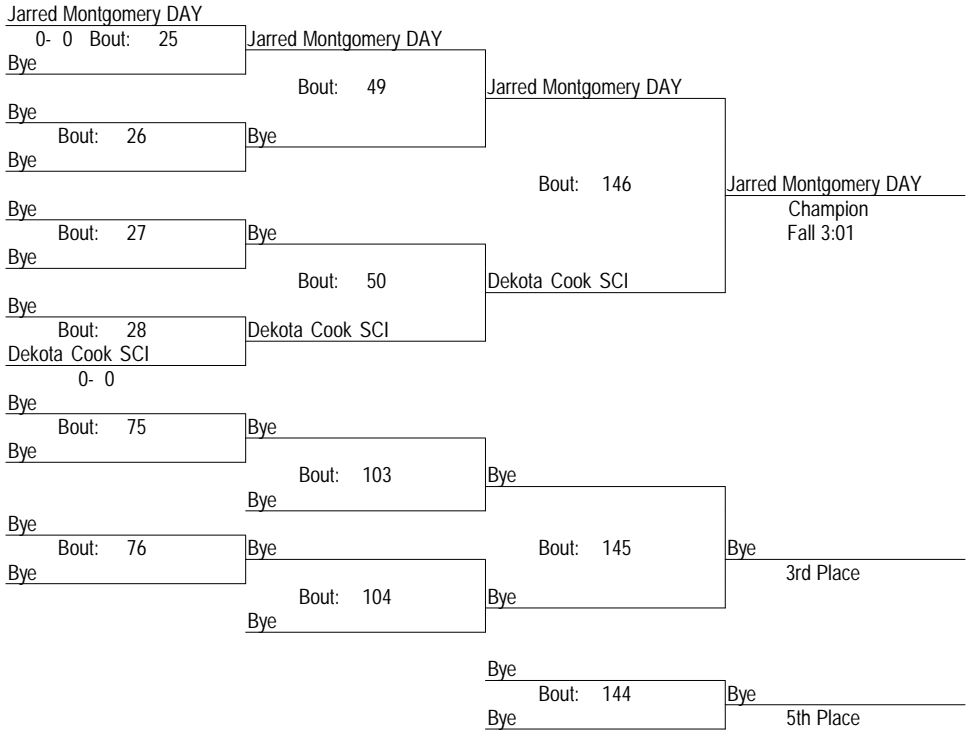 Jarred Montgomery DAY
0- 0 Bout: 25 Jarred Montgomery DAY
Bye
Bout: 49 Jarred Montgomery DAY
Bye
Bout: 26 Bye
Bye
Bout: 146 Jarred Montgomery DAY
Bye Champion
Bout: 27 Bye Fall 3:01
Bye
Bout: 50 Dekota Cook SCI
Bye
Bout: 28 Dekota Cook SCI
Dekota Cook SCI
0- 0
Bye
Bout: 75 Bye
Bye
Bout: 103 Bye
Bye
Bye
Bout: 76 Bye Bout: 145 Bye
Bye 3rd Place
Bout: 104 Bye
Bye
Bye
Bout: 144 Bye
Bye 5th Place